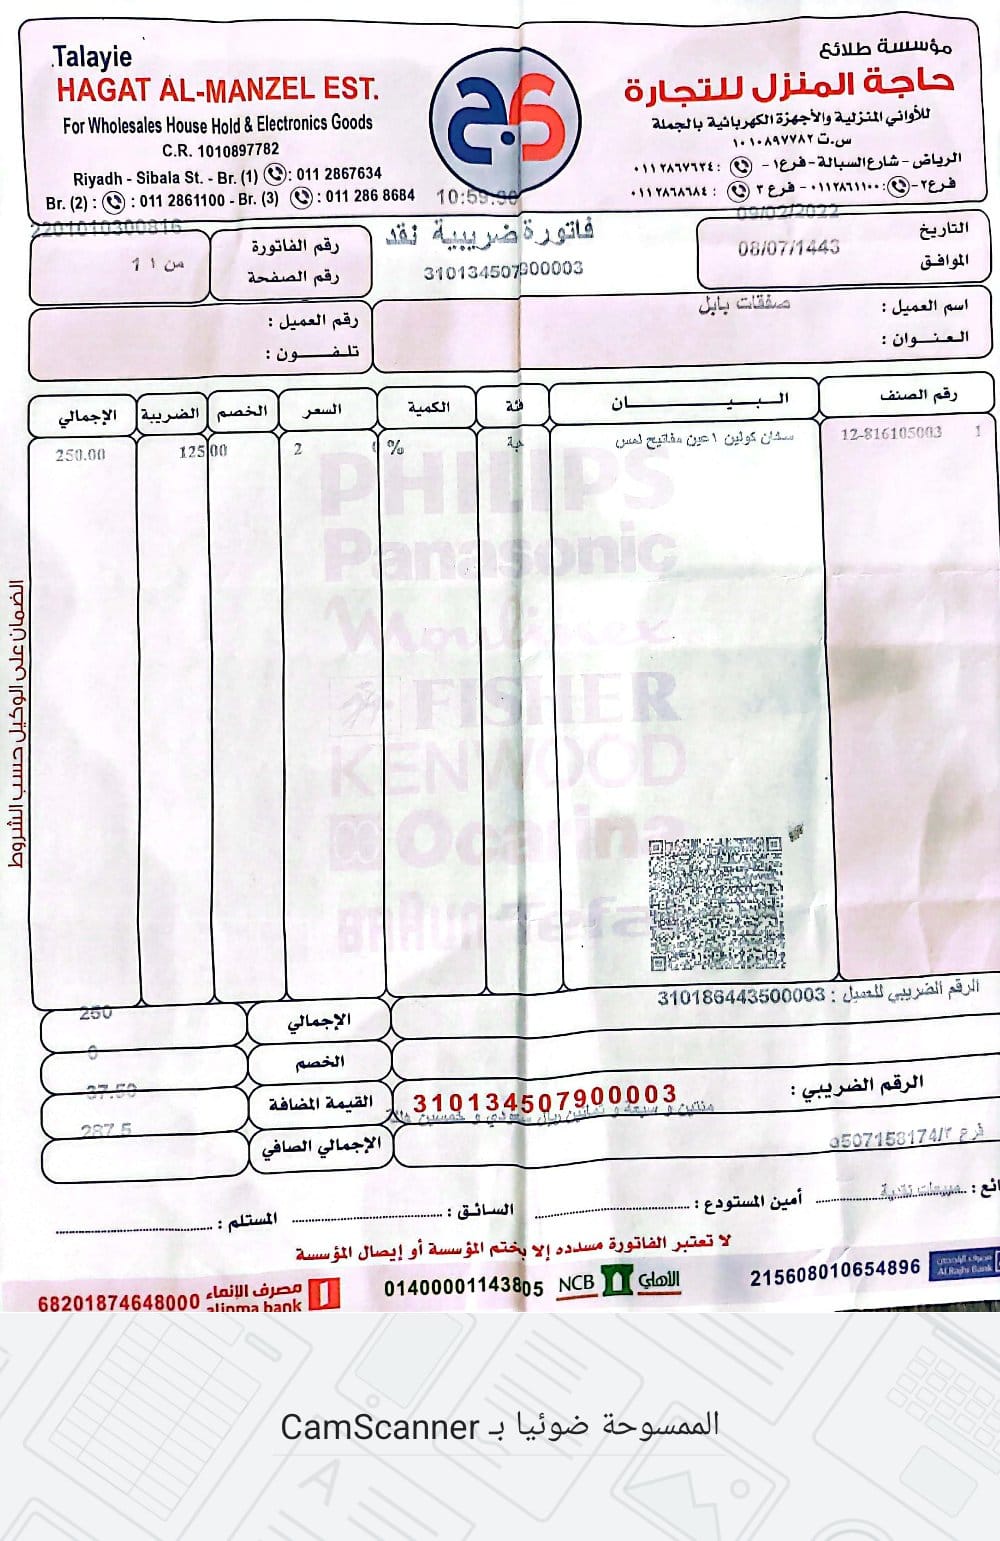 Talayie
HAGAT AL-MANZEL EST.
For Wholesales House Hold & Electronics Goods
C.R. 1010897782
Riyadh - Sibala St. - Br. (1) : 011 2867634
Br. (2) : 011 2861100 - Br. (3) : 011 286 8684
مؤسسة طلائع
حاجة المنزل للتجارة
للأواني المنزلية والأجهزة الكهربائية بالجملة
س.ت ١٠١٠٨٩٧٧٨٢
الرياض - شارع السبالة - فرع١ - : ٠١١٢٨٦٧٦٣٤
فرع٢- : ٠١١٢٨٦١١٠٠ - فرع ٣ : ٠١١٢٨٦٨٦٨٤
10:59:30
التاريخ 09/02/2022
الموافق 08/07/1443
فاتورة ضريبية نقد
310134507900003
رقم الفاتورة 2201010300816
رقم الصفحة 1 من 1
اسم العميل : صفقات بابل
العنوان :
رقم العميل :
تلفون :
رقم الصنف البيان فئة الكمية السعر الخصم الضريبة الإجمالي
1 12-816105003 سخان كولين ١عين مفاتيح لمس حبة % 2 125.00 250.00
PHILIPS
Panasonic
Moulinex
FISHER
KENWOOD
Ocarina
BRAUN Tefal
الضمان على الوكيل حسب الشروط
الرقم الضريبي للعميل : 310186443500003
الإجمالي 250
الخصم 0
القيمة المضافة 37.50
الإجمالي الصافي 287.5
الرقم الضريبي : 310134507900003
مئتين و سبعة و ثمانين ريال سعودي و خمسين هللة
فرع ٢/0507158174
ائع : مبيعات نقدية أمين المستودع : السائق : المستلم :
لا تعتبر الفاتورة مسدده إلا بختم المؤسسة أو إيصال المؤسسة
مصرف الإنماء
alinma bank
68201874648000
01400001143805 NCB الأهلي
215608010654896 Al Rajhi Bank
الممسوحة ضوئيا بـ CamScanner